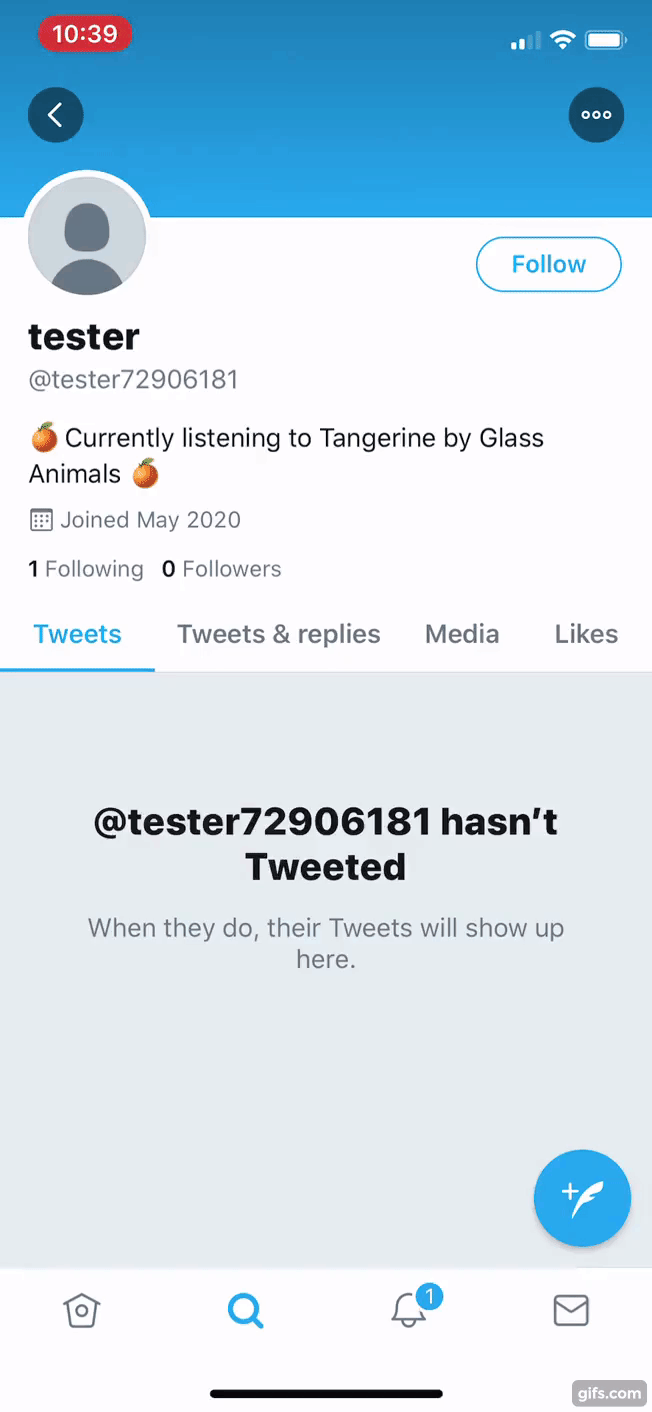 10:39
Follow
tester
@tester72906181
🍊 Currently listening to Tangerine by Glass
Animals 🍊
Joined May 2020
1 Following 0 Followers
Tweets Tweets & replies Media Likes
@tester72906181 hasn’t
Tweeted
When they do, their Tweets will show up
here.
1
gifs.com